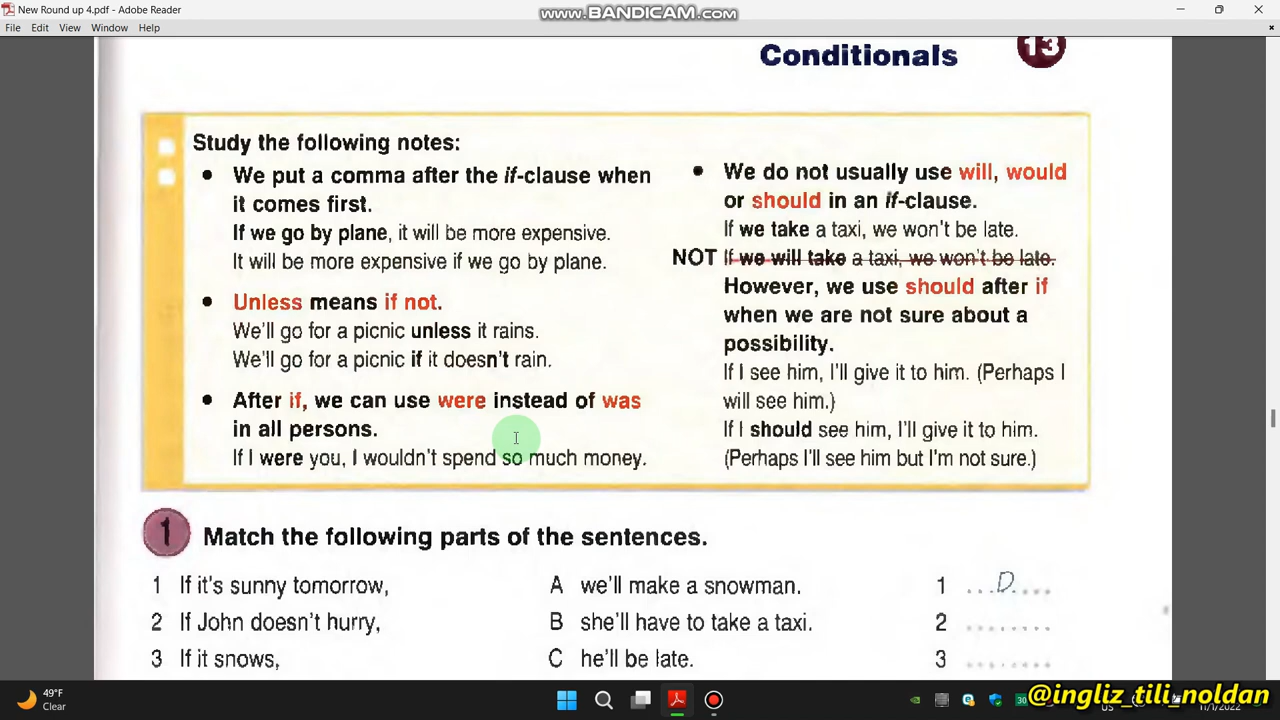 New Round up 4.pdf - Adobe Reader
www.BANDICAM.com
File Edit View Window Help
Conditionals 13
Study the following notes:
We put a comma after the if-clause when
it comes first.
If we go by plane, it will be more expensive.
It will be more expensive if we go by plane.
Unless means if not.
We'll go for a picnic unless it rains.
We'll go for a picnic if it doesn't rain.
After if, we can use were instead of was
in all persons.
If I were you, I wouldn't spend so much money.
We do not usually use will, would
or should in an if-clause.
If we take a taxi, we won't be late.
NOT If we will take a taxi, we won't be late.
However, we use should after if
when we are not sure about a
possibility.
If I see him, I'll give it to him. (Perhaps I
will see him.)
If I should see him, I'll give it to him.
(Perhaps I'll see him but I'm not sure.)
1 Match the following parts of the sentences.
1 If it's sunny tomorrow, A we'll make a snowman. 1 ...D....
2 If John doesn't hurry, B she'll have to take a taxi. 2 ........
3 If it snows, C he'll be late. 3 ........
49°F
Clear
@ingliz_tili_noldan